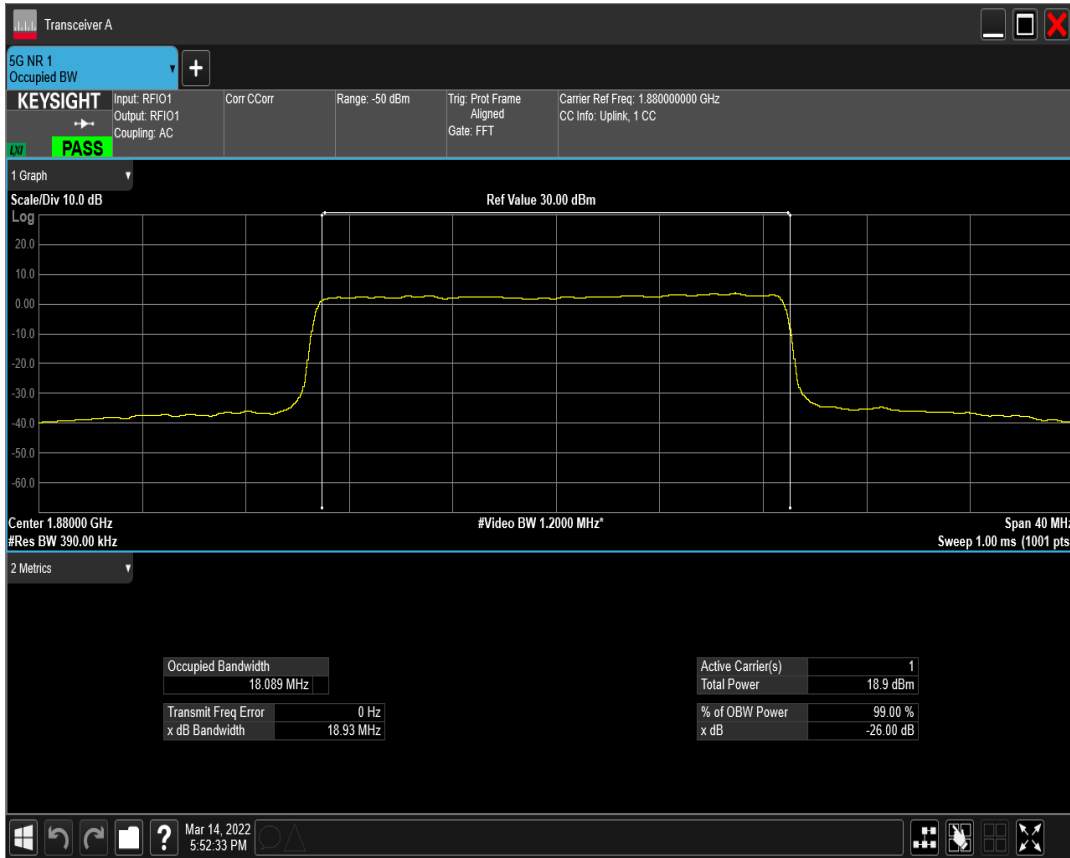 Transceiver A
5G NR 1
Occupied BW
+
KEYSIGHT
LXI
PASS
Input: RFIO1
Output: RFIO1
Coupling: AC
Corr CCorr
Range: -50 dBm
Trig: Prot Frame
Aligned
Gate: FFT
Carrier Ref Freq: 1.880000000 GHz
CC Info: Uplink, 1 CC
1 Graph
Scale/Div 10.0 dB
Ref Value 30.00 dBm
Log
20.0
10.0
0.00
-10.0
-20.0
-30.0
-40.0
-50.0
-60.0
Center 1.88000 GHz
#Video BW 1.2000 MHz*
Span 40 MHz
#Res BW 390.00 kHz
Sweep 1.00 ms (1001 pts
2 Metrics
Occupied Bandwidth
18.089 MHz
Transmit Freq Error 0 Hz
x dB Bandwidth 18.93 MHz
Active Carrier(s) 1
Total Power 18.9 dBm
% of OBW Power 99.00 %
x dB -26.00 dB
?
Mar 14, 2022
5:52:33 PM